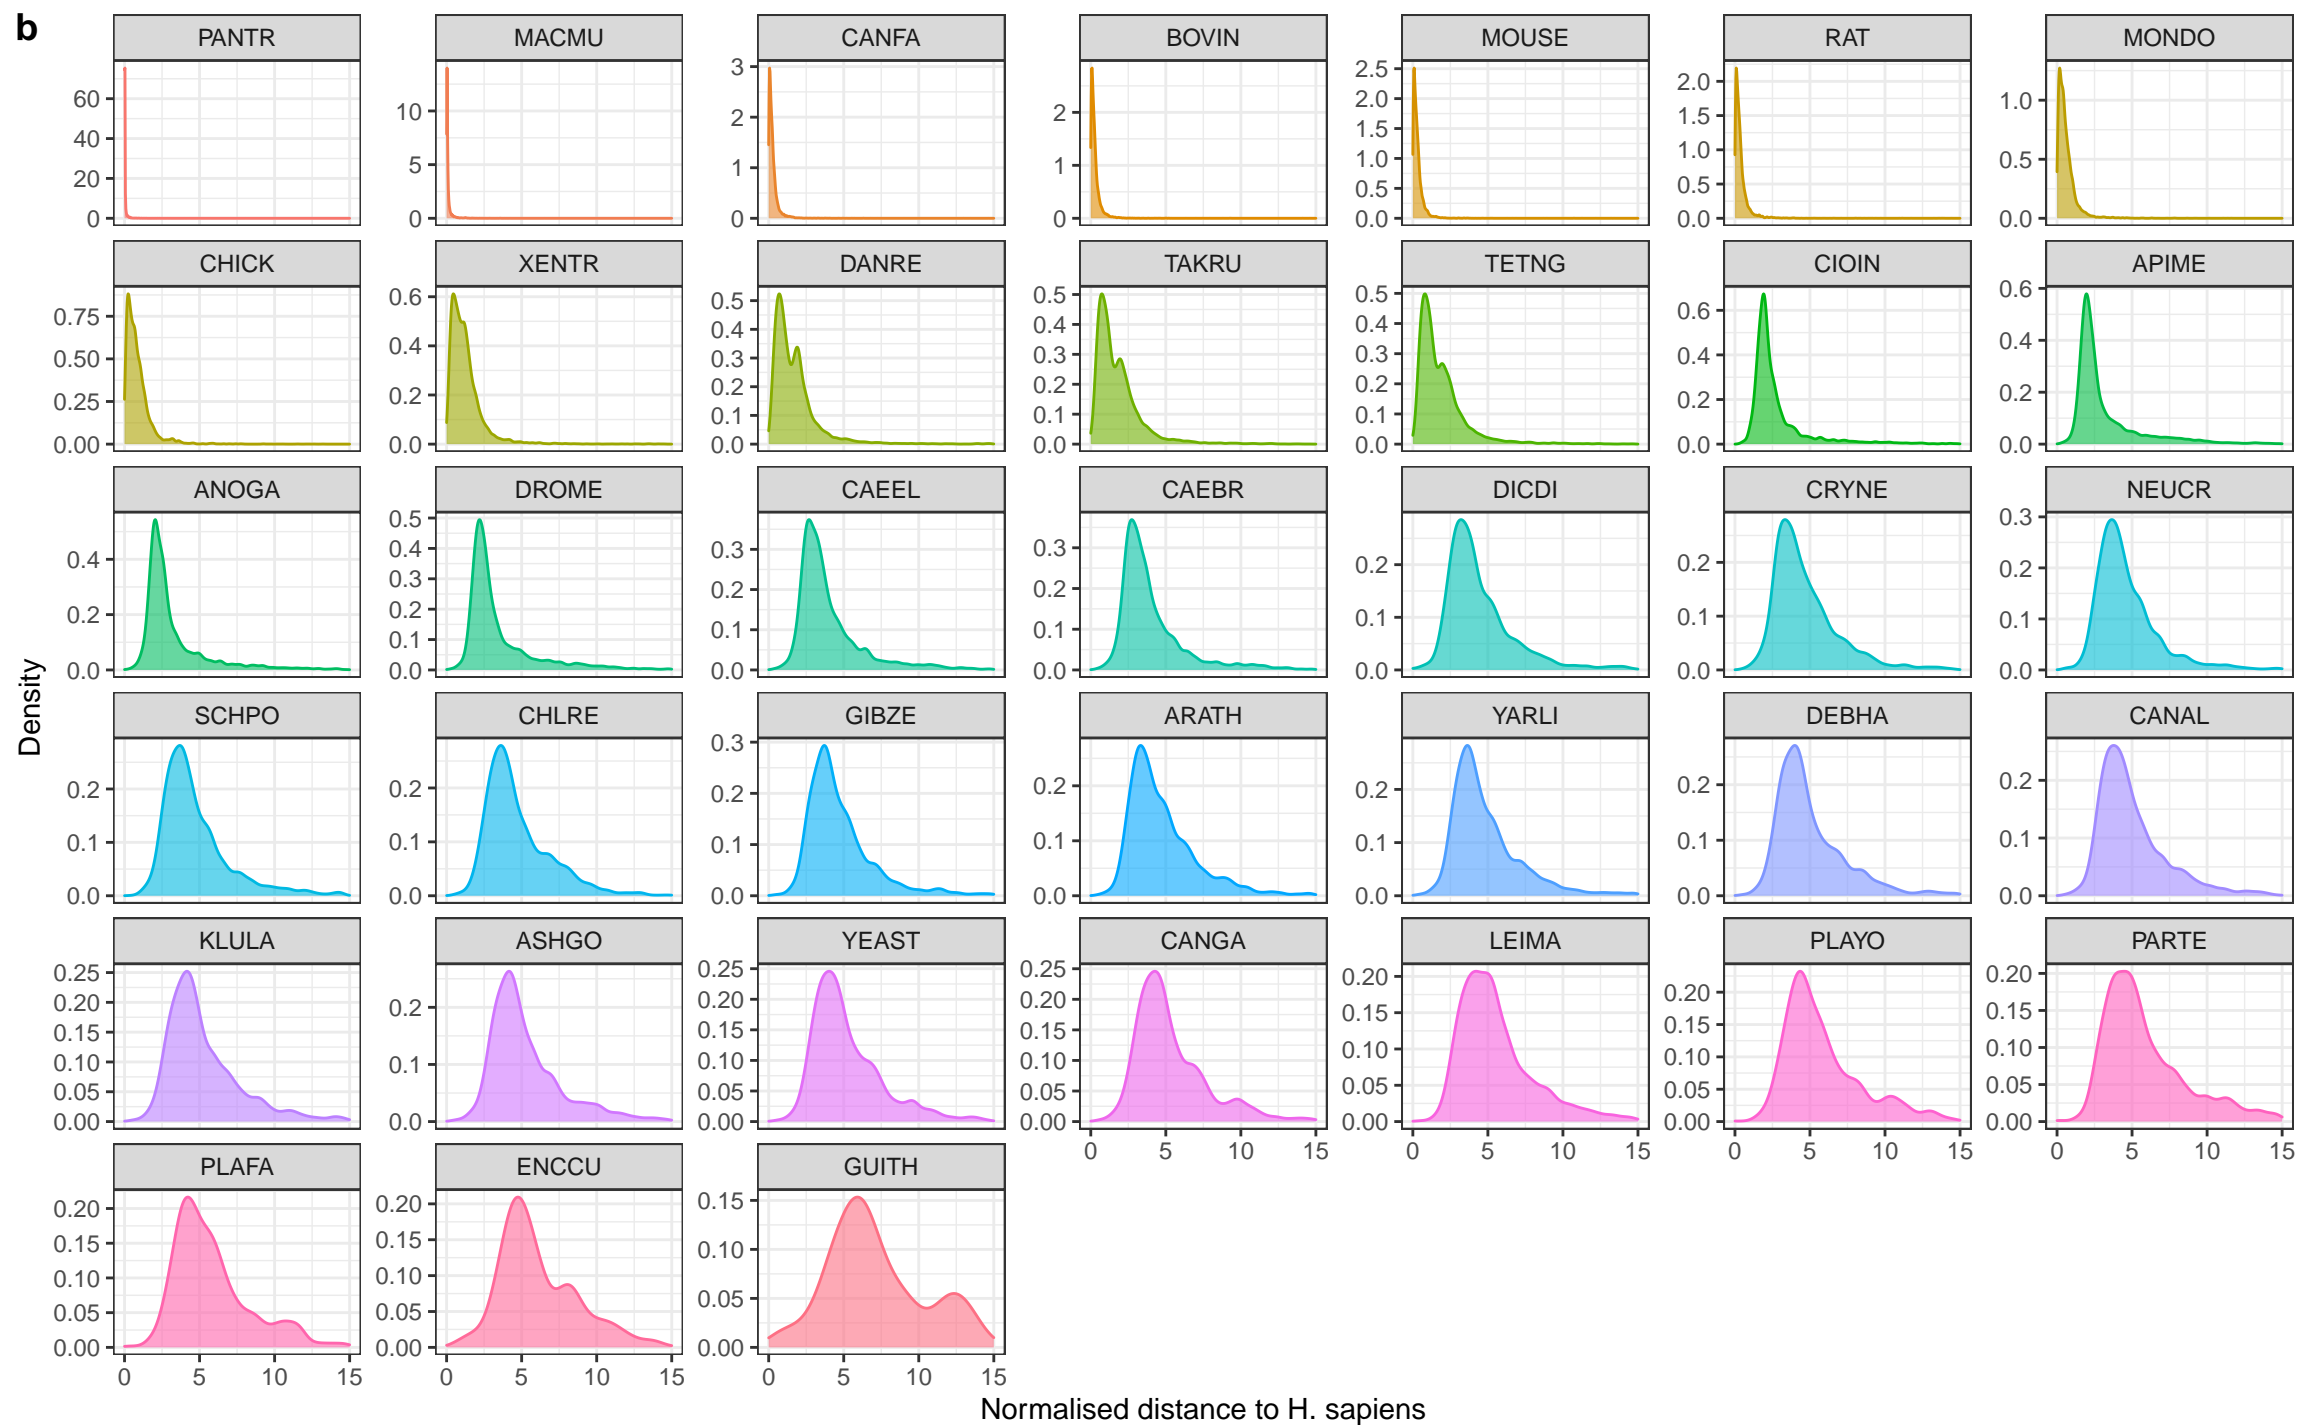 b
PANTR MACMU CANFA BOVIN MOUSE RAT MONDO
60 40 20 0
10 5 0
3 2 1 0
2 1 0
2.5 2.0 1.5 1.0 0.5 0.0
2.0 1.5 1.0 0.5 0.0
1.0 0.5 0.0
CHICK XENTR DANRE TAKRU TETNG CIOIN APIME
0.75 0.50 0.25 0.00
0.6 0.4 0.2 0.0
0.5 0.4 0.3 0.2 0.1 0.0
0.5 0.4 0.3 0.2 0.1 0.0
0.5 0.4 0.3 0.2 0.1 0.0
0.6 0.4 0.2 0.0
0.6 0.4 0.2 0.0
ANOGA DROME CAEEL CAEBR DICDI CRYNE NEUCR
0.4 0.2 0.0
0.5 0.4 0.3 0.2 0.1 0.0
0.3 0.2 0.1 0.0
0.3 0.2 0.1 0.0
0.2 0.1 0.0
0.2 0.1 0.0
0.3 0.2 0.1 0.0
Density
SCHPO CHLRE GIBZE ARATH YARLI DEBHA CANAL
0.2 0.1 0.0
0.2 0.1 0.0
0.3 0.2 0.1 0.0
0.2 0.1 0.0
0.2 0.1 0.0
0.2 0.1 0.0
0.2 0.1 0.0
KLULA ASHGO YEAST CANGA LEIMA PLAYO PARTE
0.25 0.20 0.15 0.10 0.05 0.00
0.2 0.1 0.0
0.25 0.20 0.15 0.10 0.05 0.00
0.25 0.20 0.15 0.10 0.05 0.00
0.20 0.15 0.10 0.05 0.00
0.20 0.15 0.10 0.05 0.00
0.20 0.15 0.10 0.05 0.00
0 5 10 15 0 5 10 15 0 5 10 15 0 5 10 15
PLAFA ENCCU GUITH
0.20 0.15 0.10 0.05 0.00
0.20 0.15 0.10 0.05 0.00
0.15 0.10 0.05 0.00
0 5 10 15 0 5 10 15 0 5 10 15
Normalised distance to H. sapiens